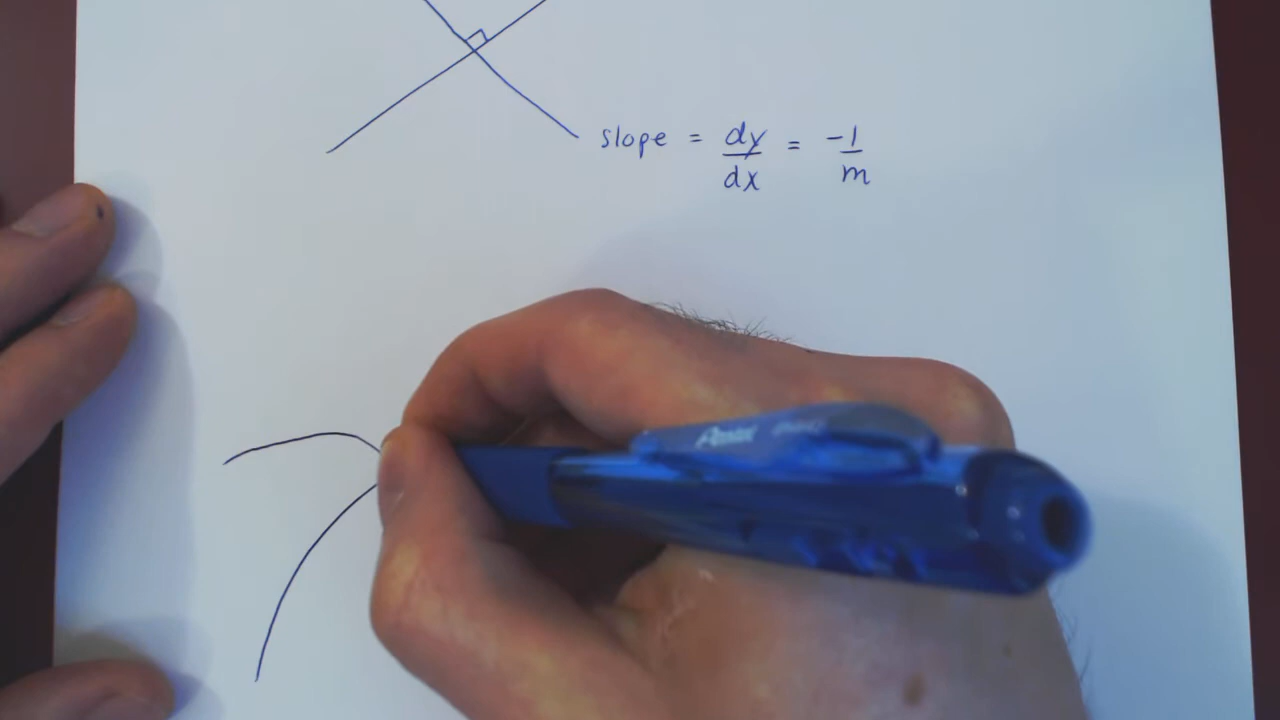 slope = dy/dx = -1/m
Pentel